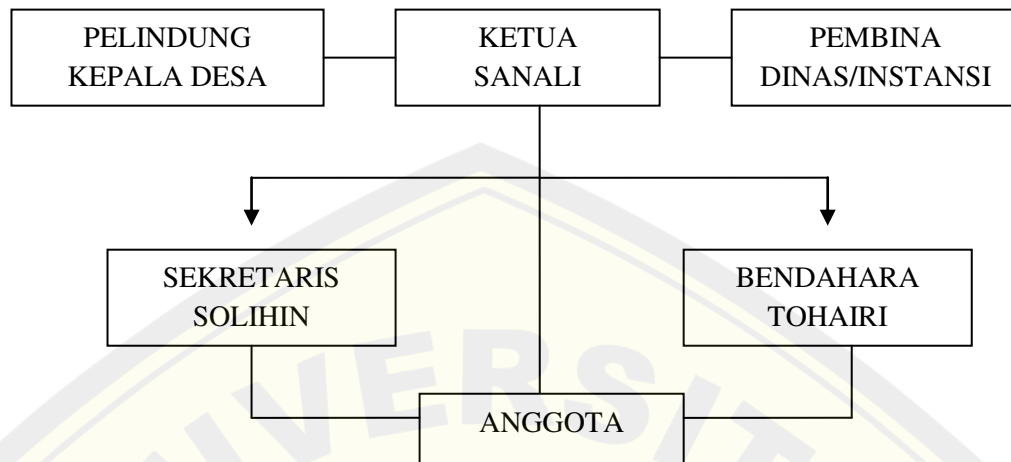 PELINDUNG
KEPALA DESA
KETUA
SANALI
PEMBINA
DINAS/INSTANSI
SEKRETARIS
SOLIHIN
BENDAHARA
TOHAIRI
ANGGOTA